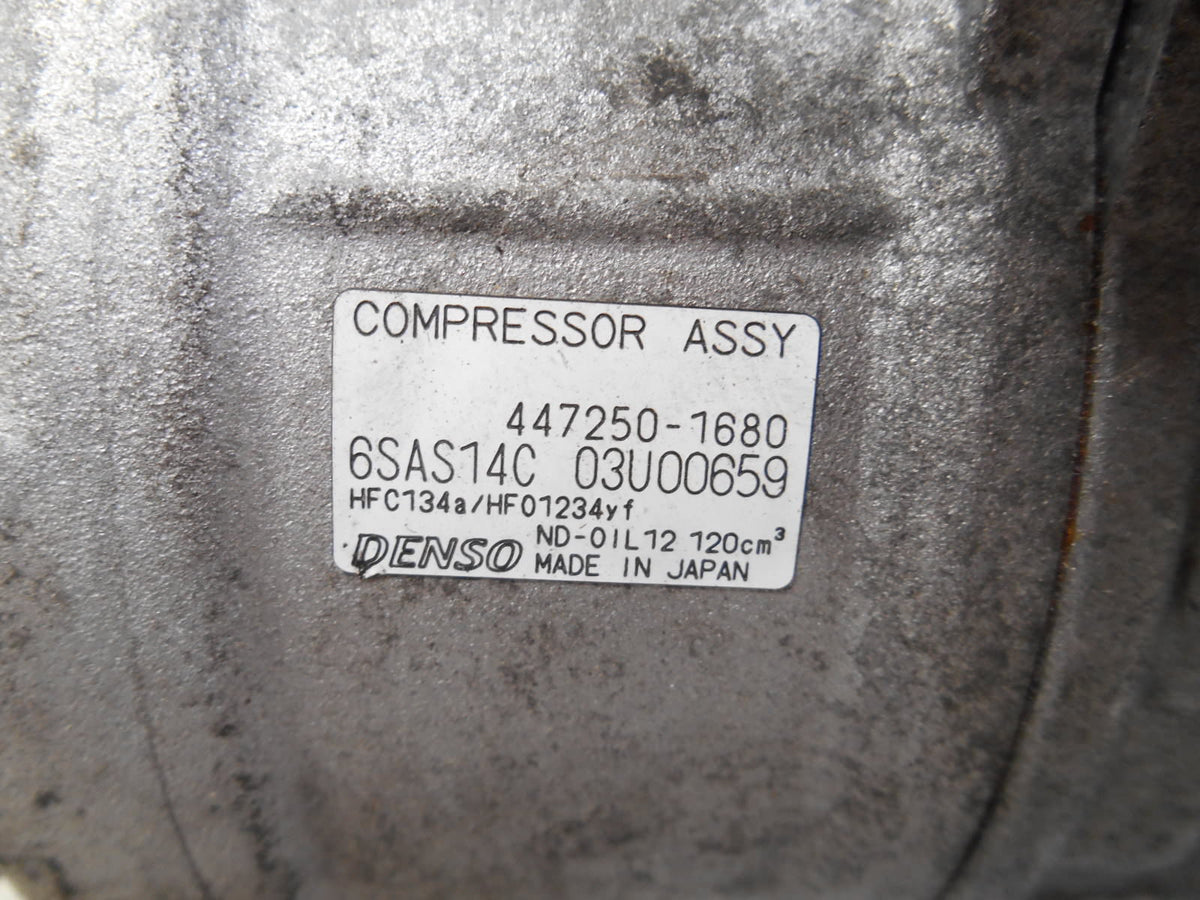 COMPRESSOR ASSY
447250-1680
6SAS14C 03U00659
HFC134a/HFO1234yf
ND-OIL12 120cm³
DENSO MADE IN JAPAN